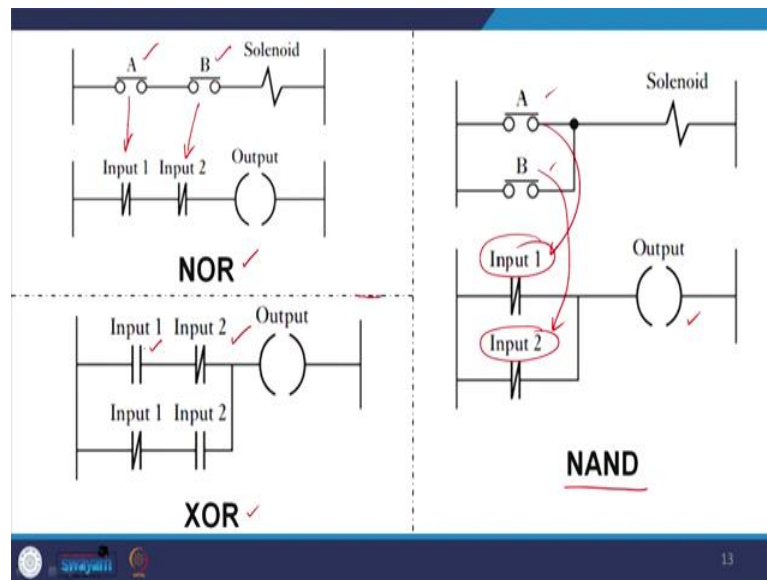 A B Solenoid
Input 1 Input 2 Output
NOR
Input 1 Input 2 Output
Input 1 Input 2
XOR
Solenoid
A
B
Input 1 Output
Input 2
NAND
swayam
13